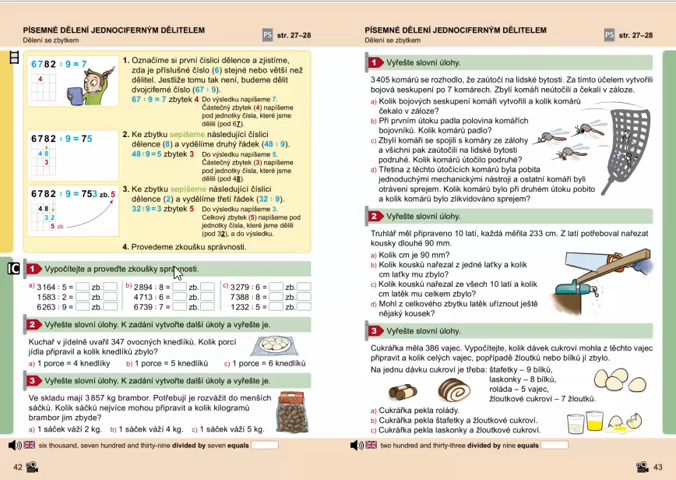 PÍSEMNÉ DĚLENÍ JEDNOCIFERNÝM DĚLITELEM
Dělení se zbytkem
PS str. 27–28
6782 : 9 = 7
4
1. Označíme si první číslici dělence a zjistíme,
zda je příslušné číslo (6) stejné nebo větší než
dělitel. Jestliže tomu tak není, budeme dělit
dvojciferné číslo (67 : 9).
67 : 9 = 7 zbytek 4 Do výsledku napíšeme 7.
Částečný zbytek (4) napíšeme
pod jednotky čísla, které jsme
dělili (pod 67).
6782 : 9 = 75
48
3
2. Ke zbytku sepíšeme následující číslici
dělence (8) a vydělíme druhý řádek (48 : 9).
48 : 9 = 5 zbytek 3 Do výsledku napíšeme 5.
Částečný zbytek (3) napíšeme
pod jednotky čísla, které jsme
dělili (pod 48).
6782 : 9 = 753 zb. 5
48
32
5
3. Ke zbytku sepíšeme následující číslici
dělence (2) a vydělíme třetí řádek (32 : 9).
32 : 9 = 3 zbytek 5 Do výsledku napíšeme 3.
Celkový zbytek (5) napíšeme pod
jednotky čísla, které jsme dělili
(pod 32), a do výsledku.
4. Provedeme zkoušku správnosti.
1 Vypočítejte a proveďte zkoušky správnosti.
a) 3164 : 5 = zb. b) 2894 : 8 = zb. c) 3279 : 6 = zb.
1583 : 2 = zb. 4713 : 6 = zb. 7388 : 8 = zb.
6263 : 9 = zb. 6739 : 7 = zb. 1232 : 5 = zb.
2 Vyřešte slovní úlohy. K zadání vytvořte další úkoly a vyřešte je.
Kuchař v jídelně uvařil 347 ovocných knedlíků. Kolik porcí
jídla připravil a kolik knedlíků zbylo?
a) 1 porce = 4 knedlíky b) 1 porce = 5 knedlíků c) 1 porce = 6 knedlíků
3 Vyřešte slovní úlohy. K zadání vytvořte další úkoly a vyřešte je.
Ve skladu mají 3 857 kg brambor. Potřebují je rozvážit do menších
sáčků. Kolik sáčků nejvíce mohou připravit a kolik kilogramů
brambor jim zbyde?
a) 1 sáček váží 2 kg. b) 1 sáček váží 4 kg. c) 1 sáček váží 5 kg.
six thousand, seven hundred and thirty-nine divided by seven equals
42
PÍSEMNÉ DĚLENÍ JEDNOCIFERNÝM DĚLITELEM
Dělení se zbytkem
PS str. 27–28
1 Vyřešte slovní úlohy.
3 405 komárů se rozhodlo, že zaútočí na lidské bytosti. Za tímto účelem vytvořili
bojová seskupení po 7 komárech. Zbylí komáři neútočili a čekali v záloze.
a) Kolik bojových seskupení komáři vytvořili a kolik komárů
čekalo v záloze?
b) Při prvním útoku padla polovina komářích
bojovníků. Kolik komárů padlo?
c) Zbylí komáři se spojili s komáry ze zálohy
a všichni pak zaútočili na lidské bytosti
podruhé. Kolik komárů útočilo podruhé?
d) Třetina z těchto útočících komárů byla pobita
jednoduchými mechanickými nástroji a ostatní komáři byli
otráveni sprejem. Kolik komárů bylo při druhém útoku pobito
a kolik komárů bylo zlikvidováno sprejem?
2 Vyřešte slovní úlohy.
Truhlář měl připraveno 10 latí, každá měřila 233 cm. Z latí potřeboval nařezat
kousky dlouhé 90 mm.
a) Kolik cm je 90 mm?
b) Kolik kousků nařezal z jedné laťky a kolik
cm laťky mu zbylo?
c) Kolik kousků nařezal ze všech 10 latí a kolik
cm latěk mu celkem zbylo?
d) Mohl z celkového zbytku latěk uříznout ještě
nějaký kousek?
3 Vyřešte slovní úlohy.
Cukrářka měla 386 vajec. Vypočítejte, kolik dávek cukroví mohla z těchto vajec
připravit a kolik celých vajec, popřípadě žloutků nebo bílků jí zbylo.
Na jednu dávku cukroví je třeba: štafetky – 9 bílků,
laskonky – 8 bílků,
roláda – 5 vajec,
žloutkové cukroví – 7 žloutků.
a) Cukrářka pekla rolády.
b) Cukrářka pekla štafetky a žloutkové cukroví.
c) Cukrářka pekla laskonky a žloutkové cukroví.
two hundred and thirty-three divided by nine equals
43